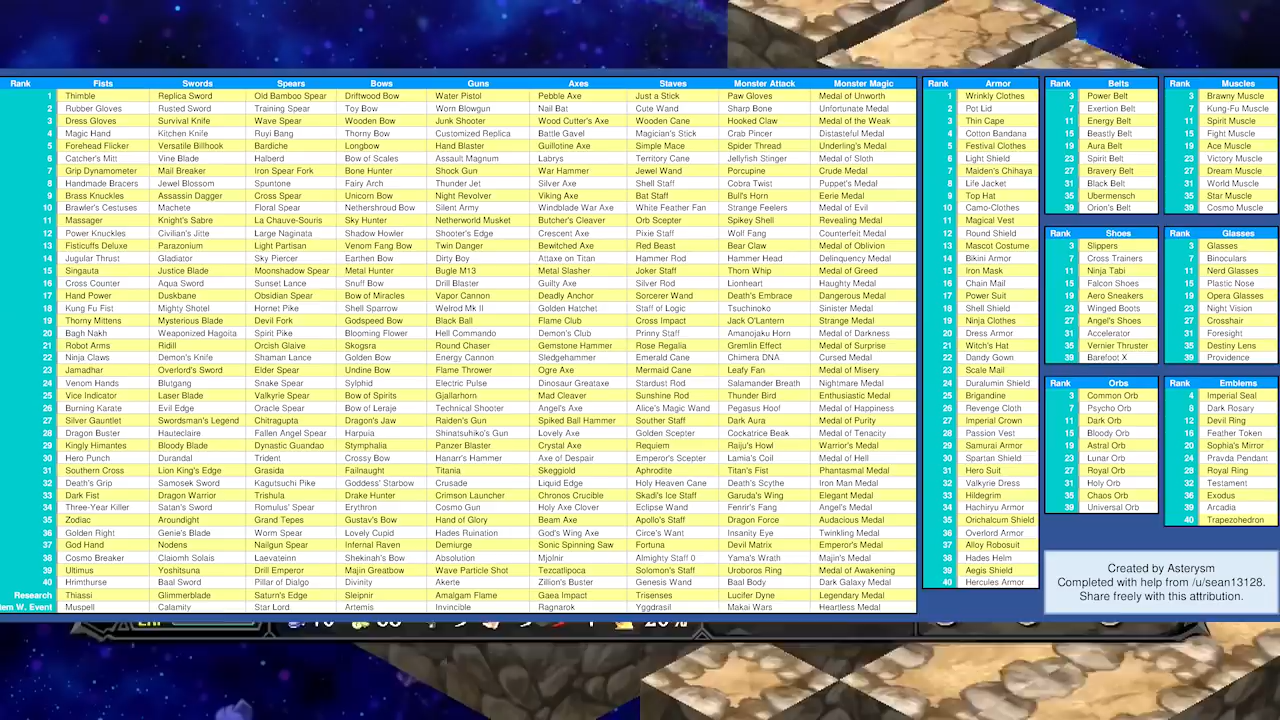 Rank Fists Swords Spears Bows Guns Axes Staves Monster Attack Monster Magic
1 Thimble Replica Sword Old Bamboo Spear Driftwood Bow Water Pistol Pebble Axe Just a Stick Paw Gloves Medal of Unworth
2 Rubber Gloves Rusted Sword Training Spear Toy Bow Worn Blowgun Nail Bat Cute Wand Sharp Bone Unfortunate Medal
3 Dress Gloves Survival Knife Wave Spear Wooden Bow Junk Shooter Wood Cutter's Axe Wooden Cane Hooked Claw Medal of the Weak
4 Magic Hand Kitchen Knife Ruyi Bang Thorny Bow Customized Replica Battle Gavel Magician's Stick Crab Pincer Distasteful Medal
5 Forehead Flicker Versatile Billhook Bardiche Longbow Hand Blaster Guillotine Axe Simple Mace Spider Thread Underling's Medal
6 Catcher's Mitt Vine Blade Halberd Bow of Scales Assault Magnum Labrys Territory Cane Jellyfish Stinger Medal of Sloth
7 Grip Dynamometer Mail Breaker Iron Spear Fork Bone Hunter Shock Gun War Hammer Jewel Wand Porcupine Crude Medal
8 Handmade Bracers Jewel Blossom Spuntone Fairy Arch Thunder Jet Silver Axe Shell Staff Cobra Twist Puppet's Medal
9 Brass Knuckles Assassin Dagger Cross Spear Unicorn Bow Night Revolver Viking Axe Bat Staff Bull's Horn Eerie Medal
10 Brawler's Cestuses Machete Floral Spear Nethershroud Bow Silent Army Windblade War Axe White Feather Fan Strange Feelers Medal of Evil
11 Massager Knight's Sabre La Chauve-Souris Sky Hunter Netherworld Musket Butcher's Cleaver Orb Scepter Spikey Shell Revealing Medal
12 Power Knuckles Civilian's Jitte Large Naginata Shadow Howler Shooter's Edge Crescent Axe Pixie Staff Wolf Fang Counterfeit Medal
13 Fisticuffs Deluxe Parazonium Light Partisan Venom Fang Bow Twin Danger Bewitched Axe Red Beast Bear Claw Medal of Oblivion
14 Jugular Thrust Gladiator Sky Piercer Earthen Bow Dirty Boy Attaxe on Titan Hammer Rod Hammer Head Delinquency Medal
15 Singauta Justice Blade Moonshadow Spear Metal Hunter Bugle M13 Metal Slasher Joker Staff Thorn Whip Medal of Greed
16 Cross Counter Aqua Sword Sunset Lance Snuff Bow Drill Blaster Guilty Axe Silver Rod Lionheart Haughty Medal
17 Hand Power Duskbane Obsidian Spear Bow of Miracles Vapor Cannon Deadly Anchor Sorcerer Wand Death's Embrace Dangerous Medal
18 Kung Fu Fist Mighty Shotel Hornet Pike Shell Sparrow Welrod Mk II Golden Hatchet Staff of Logic Tsuchinoko Sinister Medal
19 Thorny Mittens Mysterious Blade Devil Fork Godspeed Bow Black Ball Flame Club Cross Impact Jack O'Lantern Strange Medal
20 Bagh Nakh Weaponized Hagoita Spirit Pike Blooming Flower Hell Commando Demon's Club Prinny Staff Amanojaku Horn Medal of Darkness
21 Robot Arms Ridill Orcish Glaive Skogsra Round Chaser Gemstone Hammer Rose Regalia Gremlin Effect Medal of Surprise
22 Ninja Claws Demon's Knife Shaman Lance Golden Bow Energy Cannon Sledgehammer Emerald Cane Chimera DNA Cursed Medal
23 Jamadhar Overlord's Sword Elder Spear Undine Bow Flame Thrower Ogre Axe Mermaid Cane Leafy Fan Medal of Misery
24 Venom Hands Blutgang Snake Spear Sylphid Electric Pulse Dinosaur Greataxe Stardust Rod Salamander Breath Nightmare Medal
25 Vice Indicator Laser Blade Valkyrie Spear Bow of Spirits Gjallarhorn Mad Cleaver Sunshine Rod Thunder Bird Enthusiastic Medal
26 Burning Karate Evil Edge Oracle Spear Bow of Leraje Technical Shooter Angel's Axe Alice's Magic Wand Pegasus Hoof Medal of Happiness
27 Silver Gauntlet Swordsman's Legend Chitragupta Dragon's Jaw Raiden's Gun Spiked Ball Hammer Souther Staff Dark Aura Medal of Purity
28 Dragon Buster Hauteclaire Fallen Angel Spear Harpuia Shinatsuhiko's Gun Lovely Axe Golden Scepter Cockatrice Beak Medal of Tenacity
29 Kingly Himantes Bloody Blade Dynastic Guandao Stymphalia Panzer Blaster Crystal Axe Requiem Raiju's Howl Warrior's Medal
30 Hero Punch Durandal Trident Crossy Bow Hanarr's Hammer Axe of Despair Emperor's Scepter Lamia's Coil Medal of Hell
31 Southern Cross Lion King's Edge Grasida Failnaught Titania Skeggiold Aphrodite Titan's Fist Phantasmal Medal
32 Death's Grip Samosek Sword Kagutsuchi Pike Goddess' Starbow Crusade Liquid Edge Holy Heaven Cane Death's Scythe Iron Man Medal
33 Dark Fist Dragon Warrior Trishula Drake Hunter Crimson Launcher Chronos Crucible Skadi's Ice Staff Garuda's Wing Elegant Medal
34 Three-Year Killer Satan's Sword Romulus' Spear Erythron Cosmo Gun Holy Axe Clover Eclipse Wand Fenrir's Fang Angel's Medal
35 Zodiac Aroundight Grand Tepes Gustav's Bow Hand of Glory Beam Axe Apollo's Staff Dragon Force Audacious Medal
36 Golden Right Genie's Blade Worm Spear Lovely Cupid Hades Ruination God's Wing Axe Circe's Want Insanity Eye Twinkling Medal
37 God Hand Nodens Nailgun Spear Infernal Raven Demiurge Sonic Spinning Saw Fortuna Devil Matrix Emperor's Medal
38 Cosmo Breaker Claiomh Solais Laevateinn Shekinah's Bow Absolution Mjolnir Almighty Staff 0 Yama's Wrath Majin's Medal
39 Ultimus Yoshitsuna Drill Emperor Majin Greatbow Wave Particle Shot Tezcatlipoca Solomon's Staff Uroboros Ring Medal of Awakening
40 Hrimthurse Baal Sword Pillar of Dialgo Divinity Akerte Zillion's Buster Genesis Wand Baal Body Dark Galaxy Medal
Research Thiassi Glimmerblade Saturn's Edge Sleipnir Amalgam Flame Gaea Impact Trisenses Lucifer Dyne Legendary Medal
tem W. Event Muspell Calamity Star Lord Artemis Invincible Ragnarok Yggdrasil Makai Wars Heartless Medal
Rank Armor
1 Wrinkly Clothes
2 Pot Lid
3 Thin Cape
4 Cotton Bandana
5 Festival Clothes
6 Light Shield
7 Maiden's Chihaya
8 Life Jacket
9 Top Hat
10 Camo-Clothes
11 Magical Vest
12 Round Shield
13 Mascot Costume
14 Bikini Armor
15 Iron Mask
16 Chain Mail
17 Power Suit
18 Shell Shield
19 Ninja Clothes
20 Dress Armor
21 Witch's Hat
22 Dandy Gown
23 Scale Mail
24 Duralumin Shield
25 Brigandine
26 Revenge Cloth
27 Imperial Crown
28 Passion Vest
29 Samurai Armor
30 Spartan Shield
31 Hero Suit
32 Valkyrie Dress
33 Hildegrim
34 Hachiryu Armor
35 Orichalcum Shield
36 Overlord Armor
37 Alloy Robosuit
38 Hades Helm
39 Aegis Shield
40 Hercules Armor
Rank Belts
3 Power Belt
7 Exertion Belt
11 Energy Belt
15 Beastly Belt
19 Aura Belt
23 Spirit Belt
27 Bravery Belt
31 Black Belt
35 Ubermensch
39 Orion's Belt
Rank Muscles
3 Brawny Muscle
7 Kung-Fu Muscle
11 Spirit Muscle
15 Fight Muscle
19 Ace Muscle
23 Victory Muscle
27 Dream Muscle
31 World Muscle
35 Star Muscle
39 Cosmo Muscle
Rank Shoes
3 Slippers
7 Cross Trainers
11 Ninja Tabi
15 Falcon Shoes
19 Aero Sneakers
23 Winged Boots
27 Angel's Shoes
31 Accelerator
35 Vernier Thruster
39 Barefoot X
Rank Glasses
3 Glasses
7 Binoculars
11 Nerd Glasses
15 Plastic Nose
19 Opera Glasses
23 Night Vision
27 Crosshair
31 Foresight
35 Destiny Lens
39 Providence
Rank Orbs
3 Common Orb
7 Psycho Orb
11 Dark Orb
15 Bloody Orb
19 Astral Orb
23 Lunar Orb
27 Royal Orb
31 Holy Orb
35 Chaos Orb
39 Universal Orb
Rank Emblems
4 Imperial Seal
8 Dark Rosary
12 Devil Ring
16 Feather Token
20 Sophia's Mirror
24 Pravda Pendant
28 Royal Ring
32 Testament
36 Exodus
39 Arcadia
40 Trapezohedron
Created by Asterysm
Completed with help from /u/sean13128.
Share freely with this attribution.